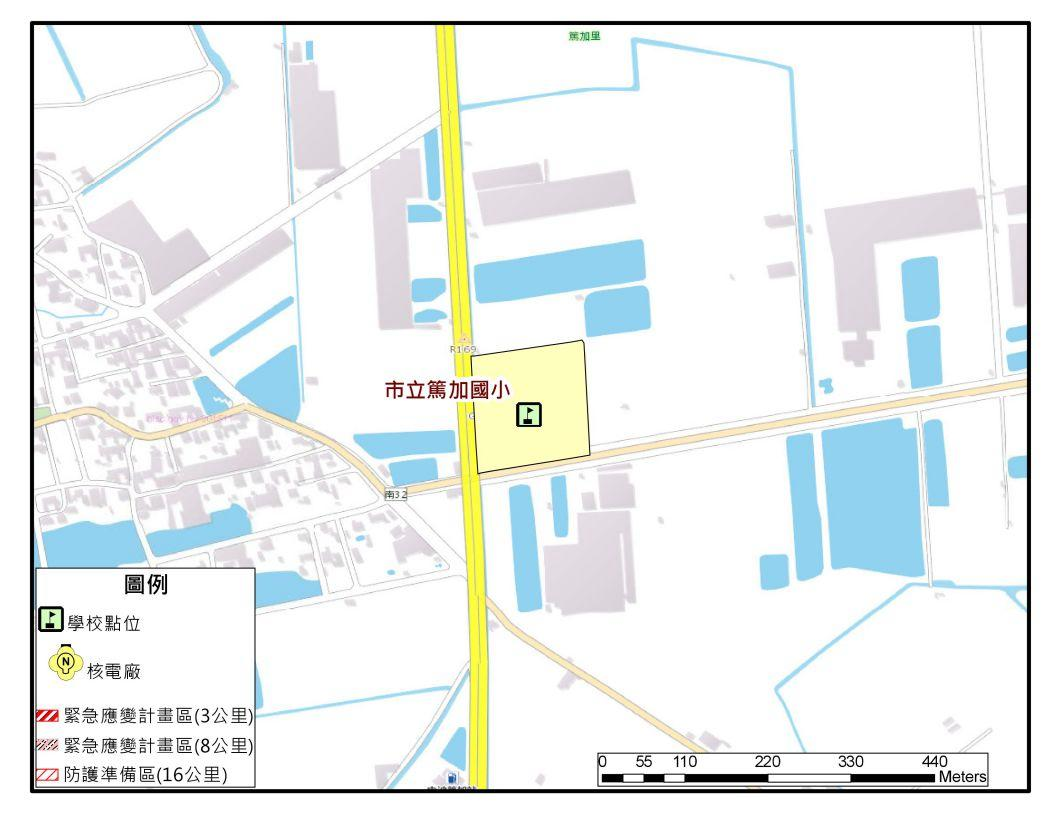 篤加里
R169
市立篤加國小
南32
圖例
學校點位
核電廠
N
緊急應變計畫區(3公里)
緊急應變計畫區(8公里)
防護準備區(16公里)
0 55 110 220 330 440
Meters